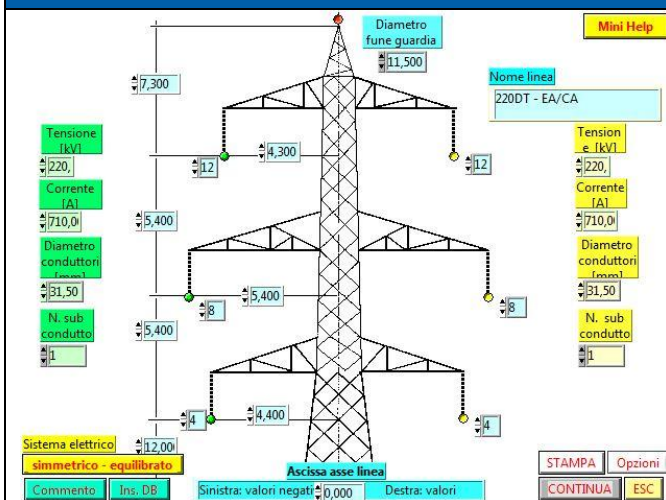 Diametro
fune guardia
11,500
Mini Help
7,300
Nome linea
220DT - EA/CA
Tensione
[kV]
220,
12
4,300
12
Tension
e [kV]
220,
Corrente
[A]
710,0
5,400
Corrente
[A]
710,0
Diametro
conduttori
[mm]
31,50
8
5,400
8
Diametro
conduttori
[mm]
31,50
N. sub
condutto
1
5,400
N. sub
condutto
1
4
4,400
4
Sistema elettrico
12,00
simmetrico - equilibrato
Ascissa asse linea
STAMPA
Opzioni
Commento
Ins. DB
Sinistra: valori negati
0,000
Destra: valori
CONTINUA
ESC